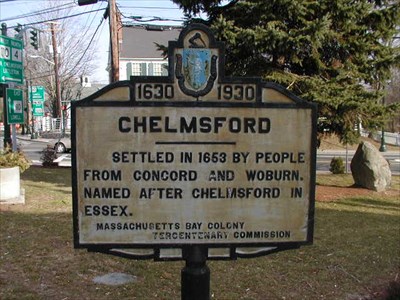 1630 1930
CHELMSFORD
SETTLED IN 1653 BY PEOPLE
FROM CONCORD AND WOBURN.
NAMED AFTER CHELMSFORD IN
ESSEX.
MASSACHUSETTS BAY COLONY
TERCENTENARY COMMISSION
4